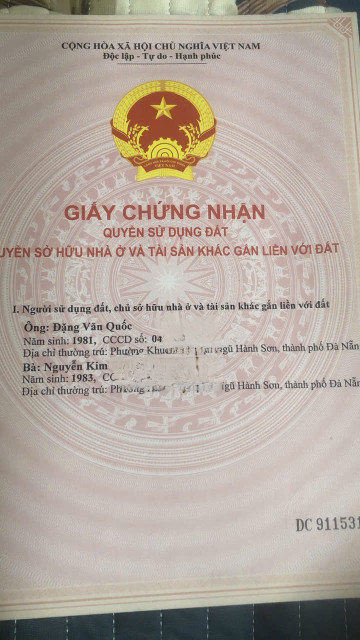 CỘNG HÒA XÃ HỘI CHỦ NGHĨA VIỆT NAM
Độc lập - Tự do - Hạnh phúc
VIỆT NAM
GIẤY CHỨNG NHẬN
QUYỀN SỬ DỤNG ĐẤT
UYỀN SỞ HỮU NHÀ Ở VÀ TÀI SẢN KHÁC GẮN LIỀN VỚI ĐẤT
I. Người sử dụng đất, chủ sở hữu nhà ở và tài sản khác gắn liền với đất
Ông: Đặng Văn Quốc
Năm sinh: 1981, CCCD số: 04
Địa chỉ thường trú: Phường Khuê gũ Hành Sơn, thành phố Đà Nẵn
Bà: Nguyễn Kim
Năm sinh: 1983, CC
Địa chỉ thường trú: Phường gũ Hành Sơn, thành phố Đà Nẵn
DC 911531